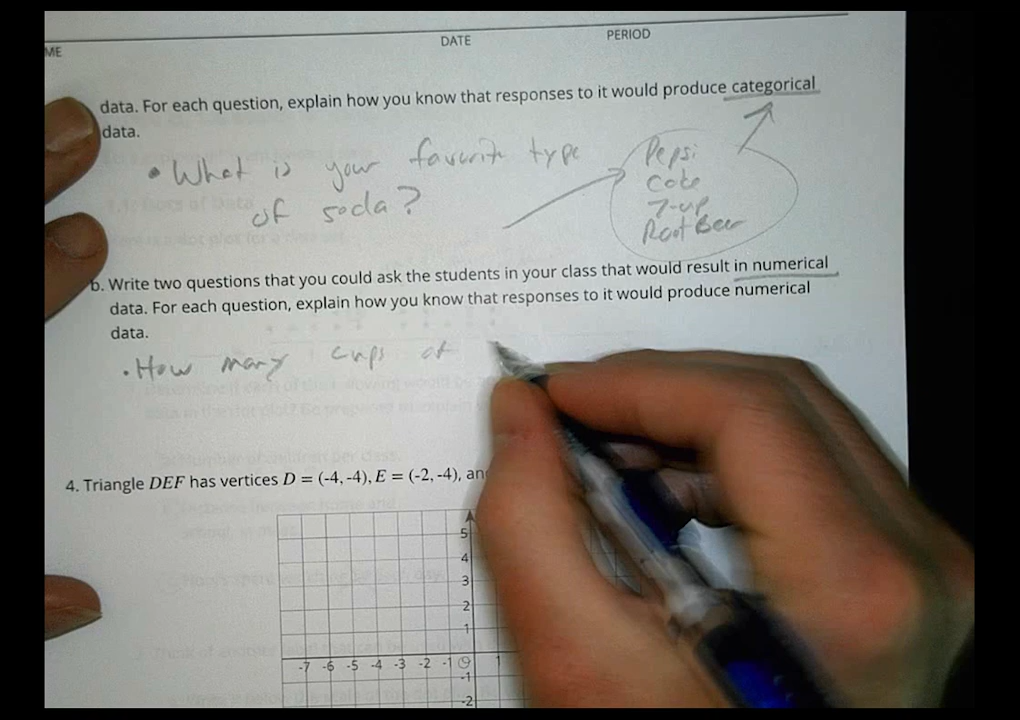 ME DATE PERIOD
data. For each question, explain how you know that responses to it would produce categorical
data.
• What is your favorite type
of soda?
Pepsi
Coke
7-up
Root Beer
b. Write two questions that you could ask the students in your class that would result in numerical
data. For each question, explain how you know that responses to it would produce numerical
data.
• How many cups of
4. Triangle DEF has vertices D = (-4, -4), E = (-2, -4), and
5
4
3
2
1
-7 -6 -5 -4 -3 -2 -1 O 1
-1
-2